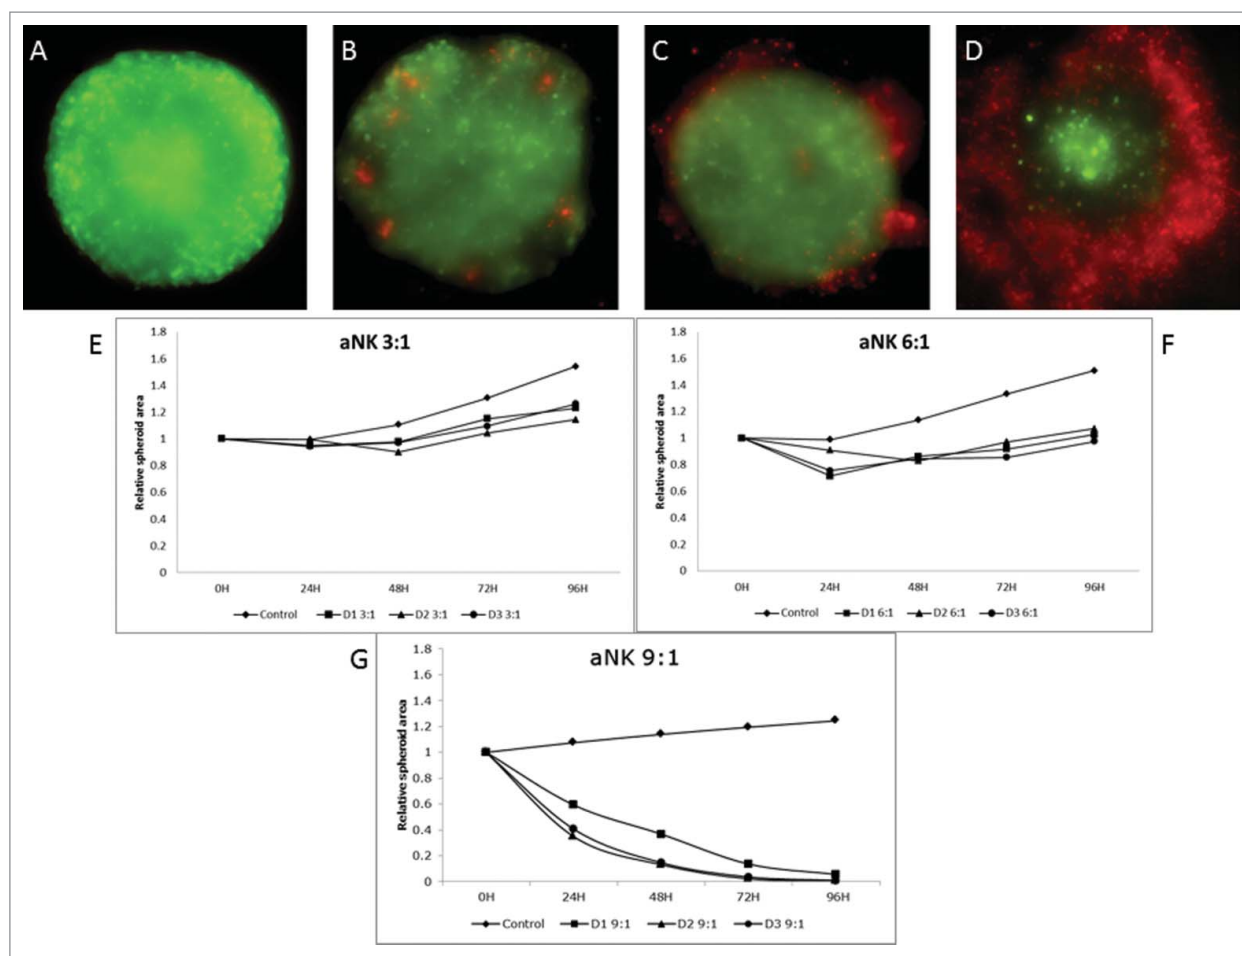 A B C D
E
aNK 3:1
Relative spheroid area
1.8
1.6
1.4
1.2
1
0.8
0.6
0.4
0.2
0
0H 24H 48H 72H 96H
Control D1 3:1 D2 3:1 D3 3:1
F
aNK 6:1
Relative spheroid area
1.8
1.6
1.4
1.2
1
0.8
0.6
0.4
0.2
0
0H 24H 48H 72H 96H
Control D1 6:1 D2 6:1 D3 6:1
G
aNK 9:1
Relative spheroid area
1.8
1.6
1.4
1.2
1
0.8
0.6
0.4
0.2
0
0H 24H 48H 72H 96H
Control D1 9:1 D2 9:1 D3 9:1